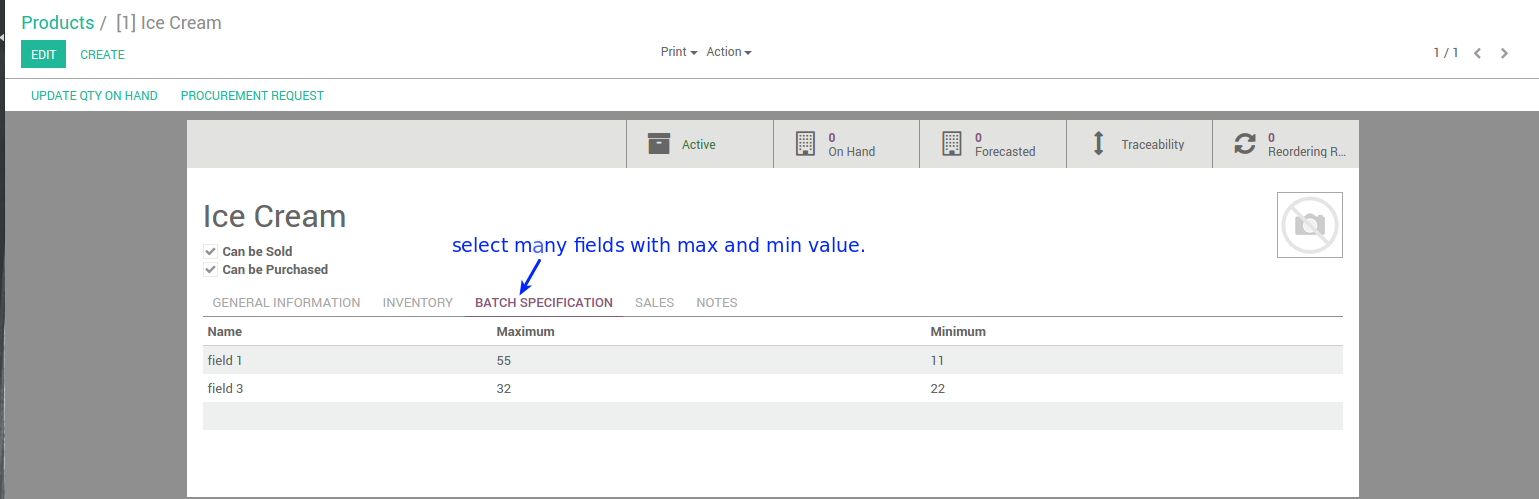 Products / [1] Ice Cream
EDIT CREATE Print Action 1 / 1
UPDATE QTY ON HAND PROCUREMENT REQUEST
Active
0
On Hand
0
Forecasted
Traceability
0
Reordering R...
Ice Cream
Can be Sold
Can be Purchased
select many fields with max and min value.
GENERAL INFORMATION INVENTORY BATCH SPECIFICATION SALES NOTES
Name Maximum Minimum
field 1 55 11
field 3 32 22